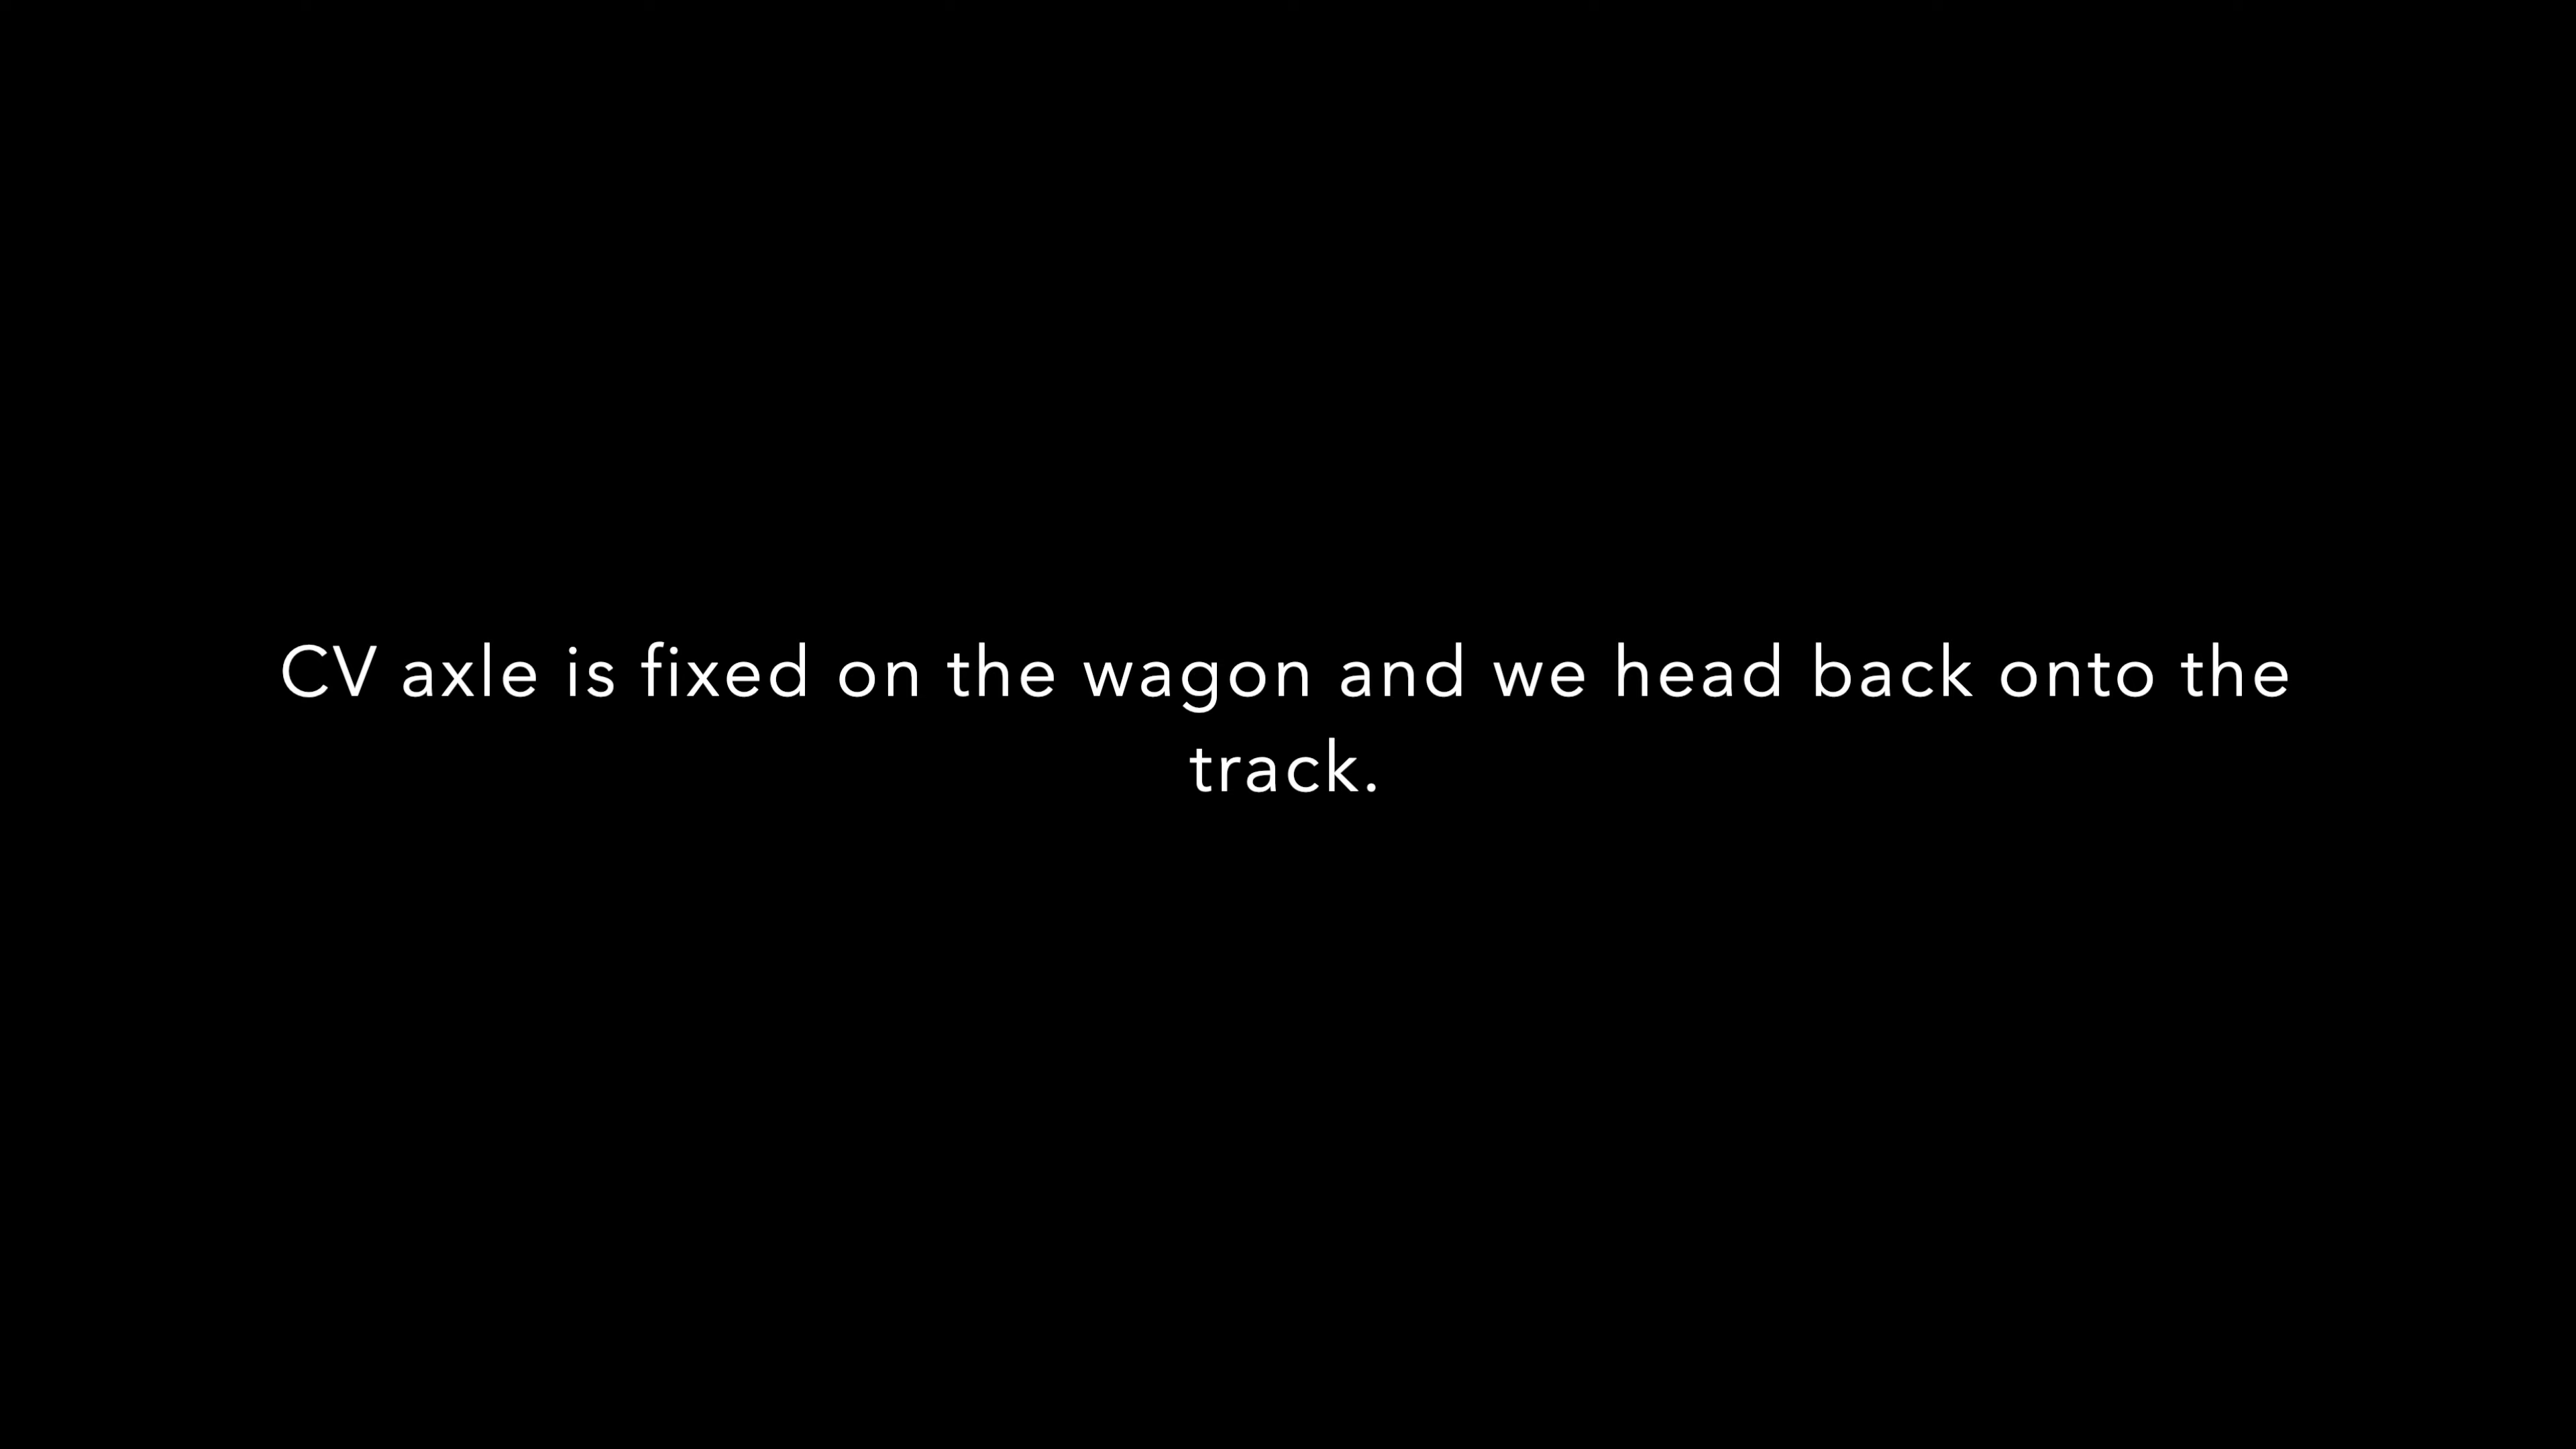 CV axle is fixed on the wagon and we head back onto the
track.